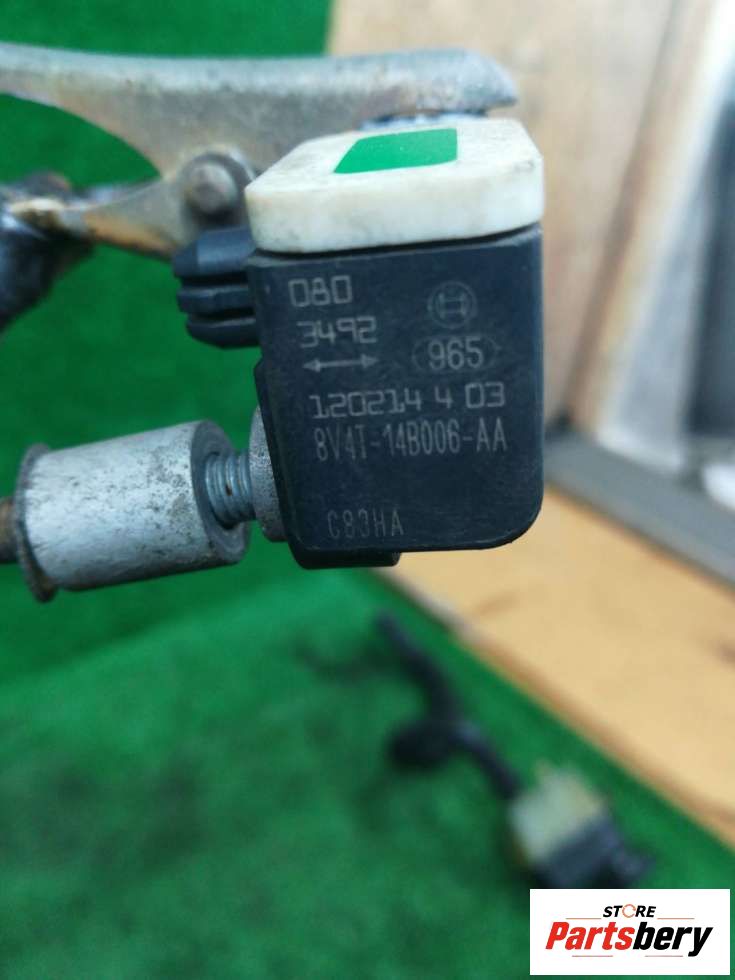 080
3492
965
120214 4 03
8V4T-14B006-AA
C83HA
STORE
Partsbery